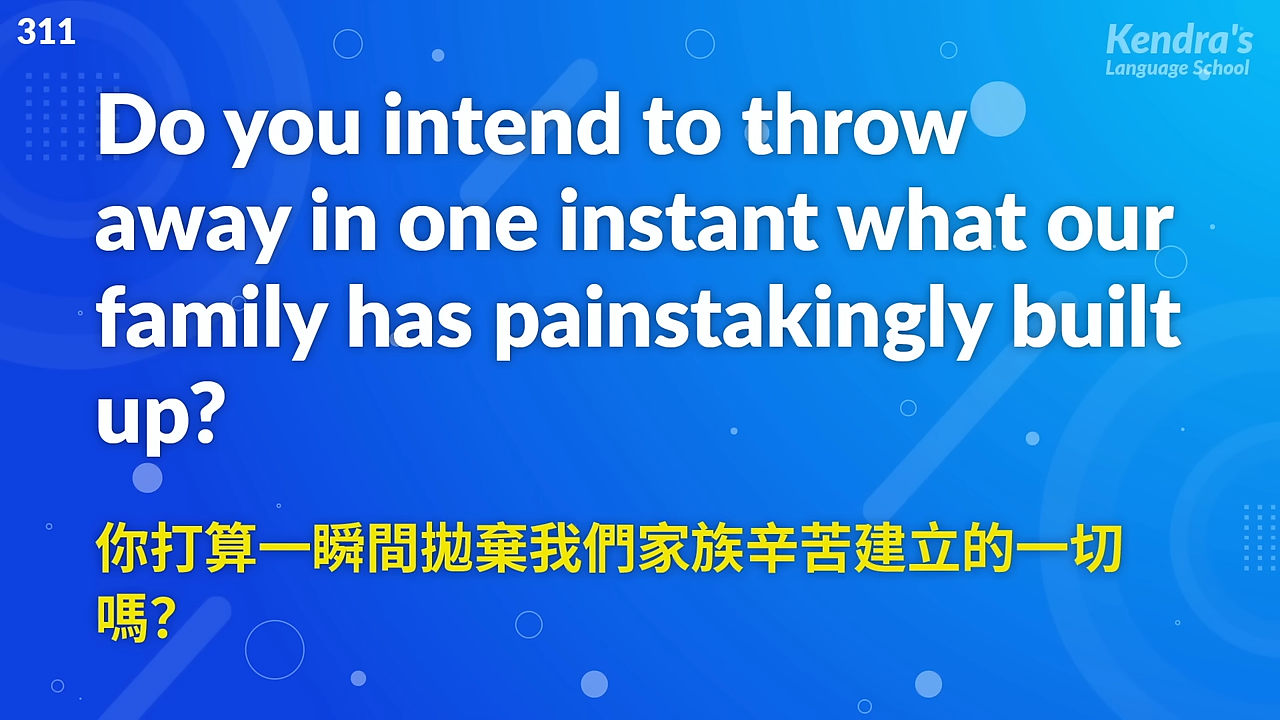 311
Kendra's
Language School
Do you intend to throw
away in one instant what our
family has painstakingly built
up?
你打算一瞬間拋棄我們家族辛苦建立的一切
嗎?